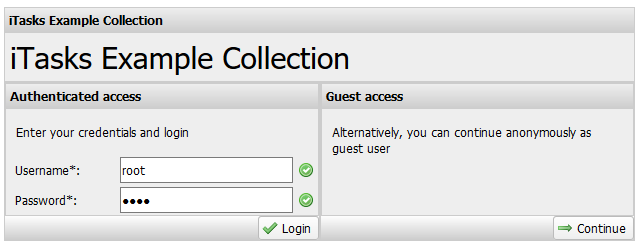 iTasks Example Collection
iTasks Example Collection
Authenticated access
Enter your credentials and login
Username*:
root
Password*:
••••
Login
Guest access
Alternatively, you can continue anonymously as
guest user
Continue